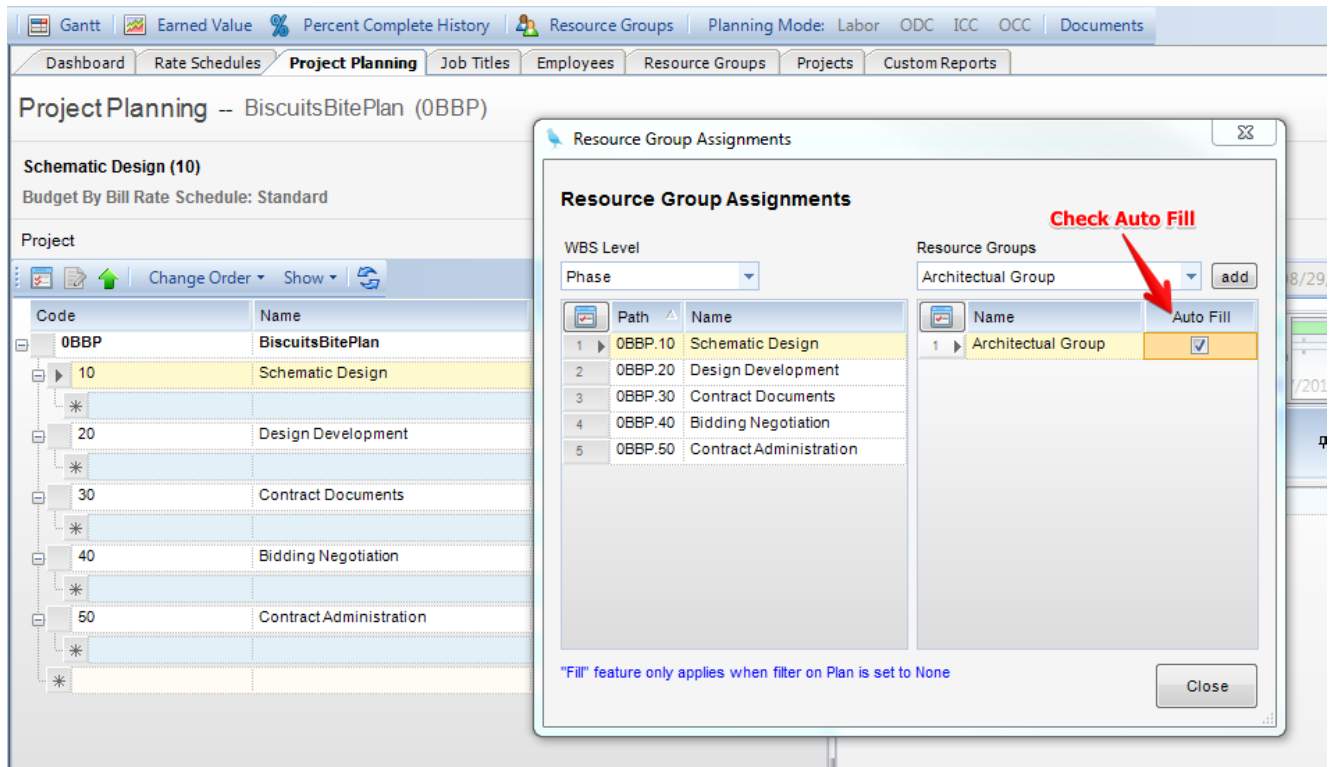 Gantt Earned Value Percent Complete History Resource Groups Planning Mode: Labor ODC ICC OCC Documents
Dashboard Rate Schedules Project Planning Job Titles Employees Resource Groups Projects Custom Reports
Project Planning -- BiscuitsBitePlan (0BBP)
Schematic Design (10)
Budget By Bill Rate Schedule: Standard
Project
Change Order Show
Code Name
0BBP BiscuitsBitePlan
10 Schematic Design
20 Design Development
30 Contract Documents
40 Bidding Negotiation
50 Contract Administration
Resource Group Assignments
Resource Group Assignments
Check Auto Fill
WBS Level
Phase
Path Name
1 0BBP.10 Schematic Design
2 0BBP.20 Design Development
3 0BBP.30 Contract Documents
4 0BBP.40 Bidding Negotiation
5 0BBP.50 Contract Administration
Resource Groups
Architectual Group add
Name Auto Fill
1 Architectual Group
"Fill" feature only applies when filter on Plan is set to None
Close
8/29/
/201